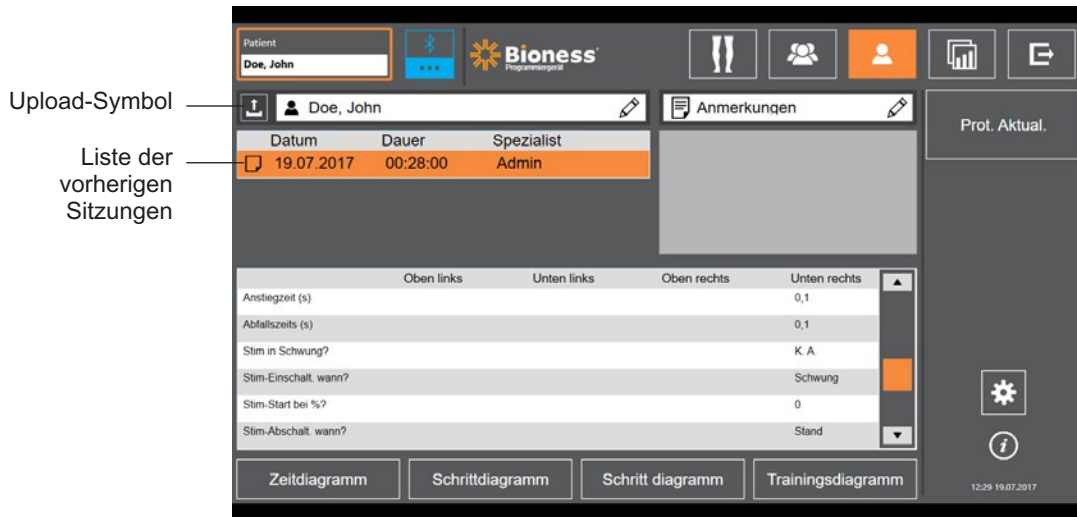 Patient
Doe, John
Bioness
Programmiergerät
Upload-Symbol
Doe, John
Anmerkungen
Prot. Aktual.
Liste der
vorherigen
Sitzungen
Datum Dauer Spezialist
19.07.2017 00:28:00 Admin
Oben links Unten links Oben rechts Unten rechts
Anstiegzeit (s) 0,1
Abfallszeits (s) 0,1
Stim in Schwung? K. A.
Stim-Einschalt. wann? Schwung
Stim-Start bei %? 0
Stim-Abschalt. wann? Stand
Zeitdiagramm Schrittdiagramm Schritt diagramm Trainingsdiagramm
12:29 19.07.2017